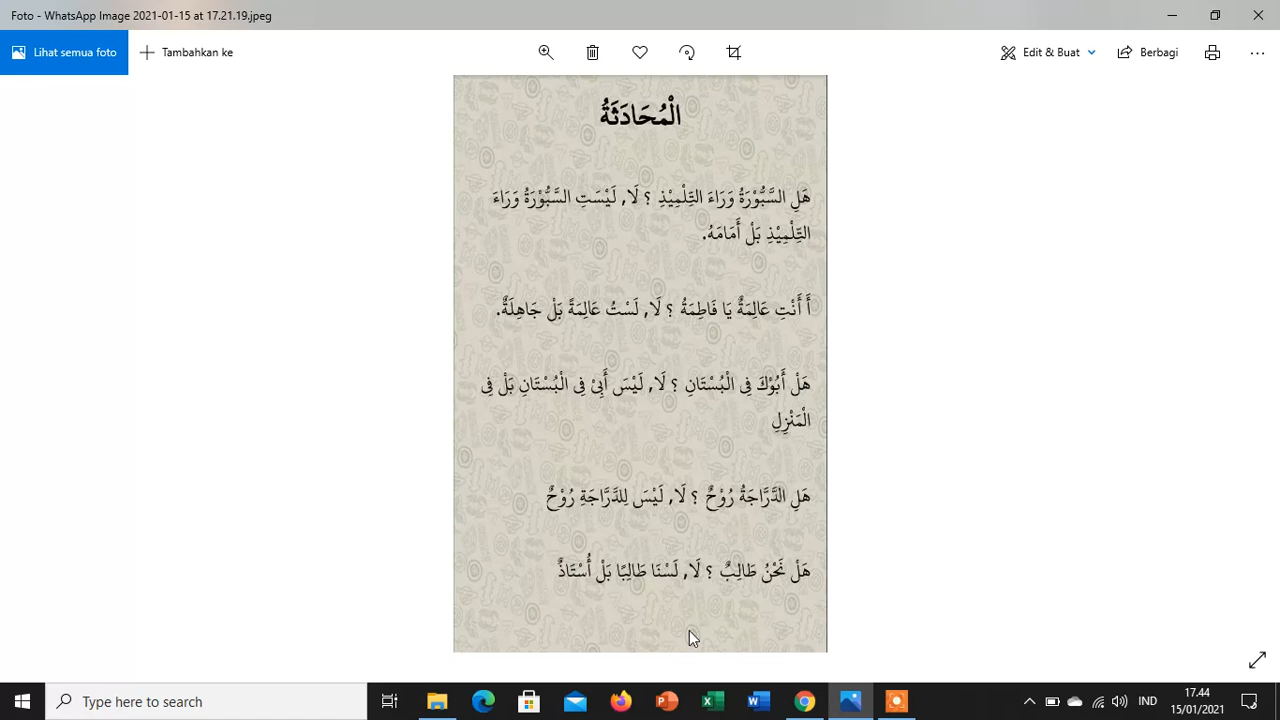 Foto - WhatsApp Image 2021-01-15 at 17.21.19.jpeg
Lihat semua foto
Tambahkan ke
Edit & Buat
Berbagi
الْمُحَادَثَةُ
هَلِ السَّبُّوْرَةُ وَرَاءَ التِّلْمِيْذِ ؟ لَا, لَيْسَتِ السَّبُّوْرَةُ وَرَاءَ
التِّلْمِيْذِ بَلْ أَمَامَهُ.
أَ أَنْتِ عَالِمَةٌ يَا فَاطِمَةُ ؟ لَا, لَسْتُ عَالِمَةً بَلْ جَاهِلَةٌ.
هَلْ أَبُوْكَ فِى الْبُسْتَانِ ؟ لَا, لَيْسَ أَبِىْ فِى الْبُسْتَانِ بَلْ فِى
الْمَنْزِلِ
هَلِ الدَّرَّاجَةُ رُوْحٌ ؟ لَا, لَيْسَ لِلدَّرَّاجَةِ رُوْحٌ
هَلْ نَحْنُ طَالِبٌ ؟ لَا, لَسْنَا طَالِبًا بَلْ أُسْتَاذٌ
Type here to search
IND
17.44
15/01/2021